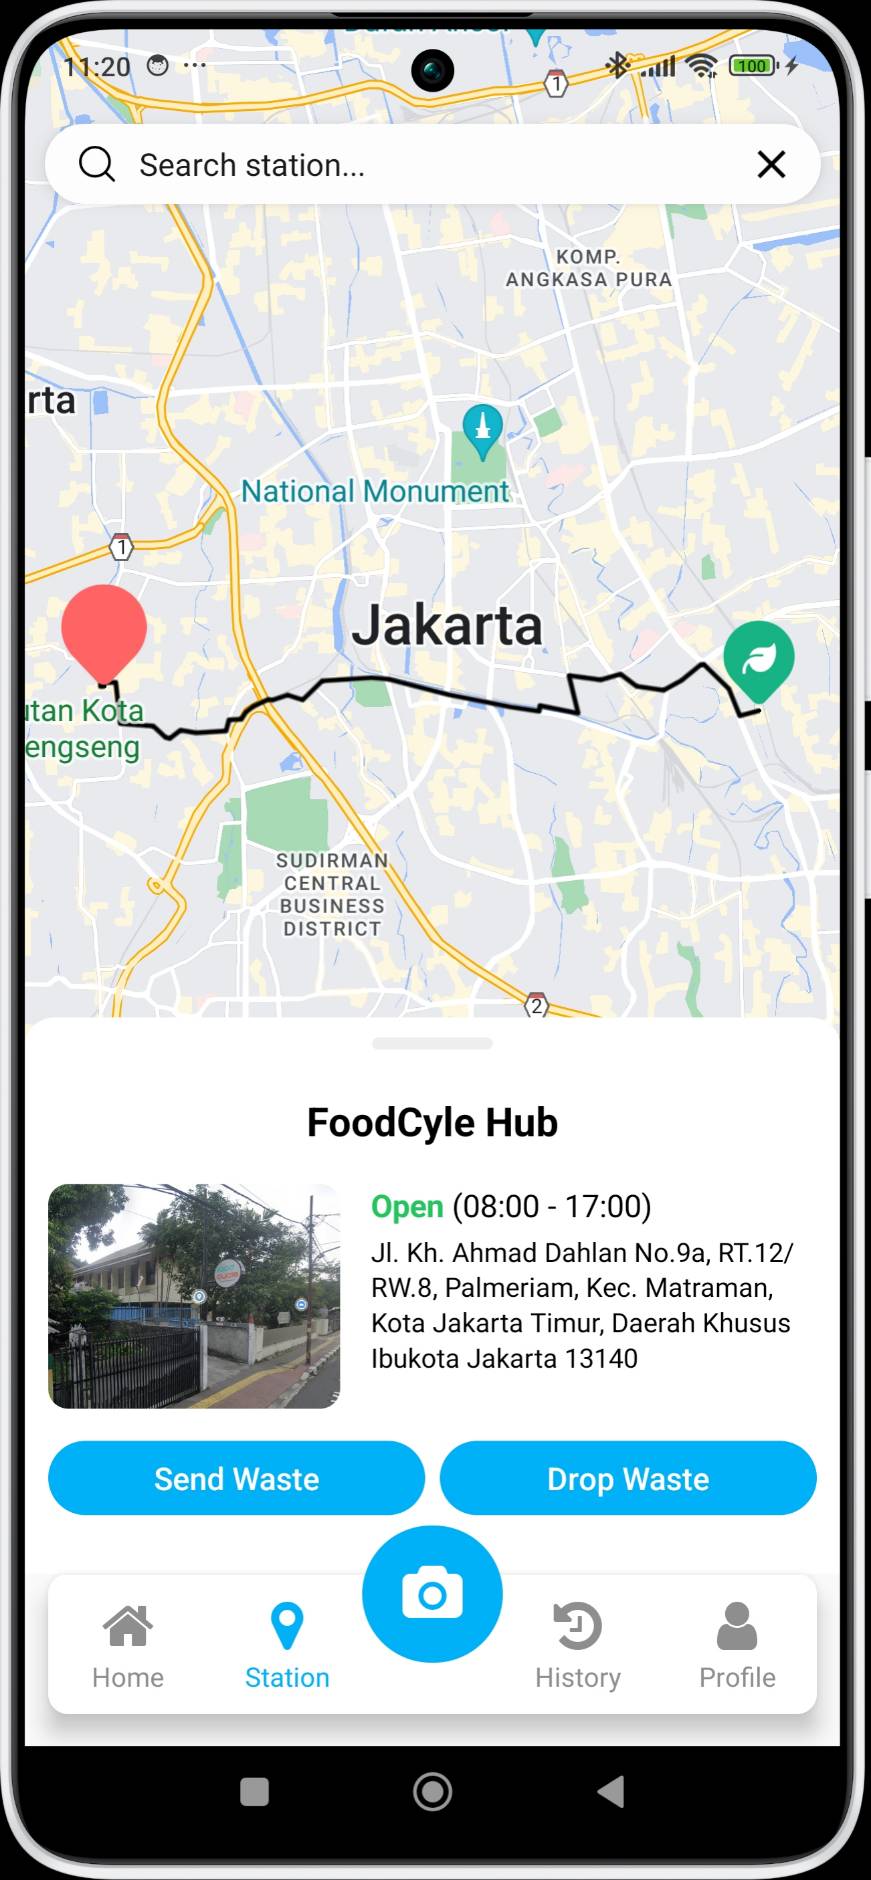 11:20
100
1
Search station...
KOMP.
ANGKASA PURA
rta
National Monument
1
Jakarta
utan Kota
engseng
SUDIRMAN
CENTRAL
BUSINESS
DISTRICT
2
FoodCyle Hub
Open (08:00 - 17:00)
Jl. Kh. Ahmad Dahlan No.9a, RT.12/
RW.8, Palmeriam, Kec. Matraman,
Kota Jakarta Timur, Daerah Khusus
Ibukota Jakarta 13140
Send Waste
Drop Waste
Home
Station
History
Profile